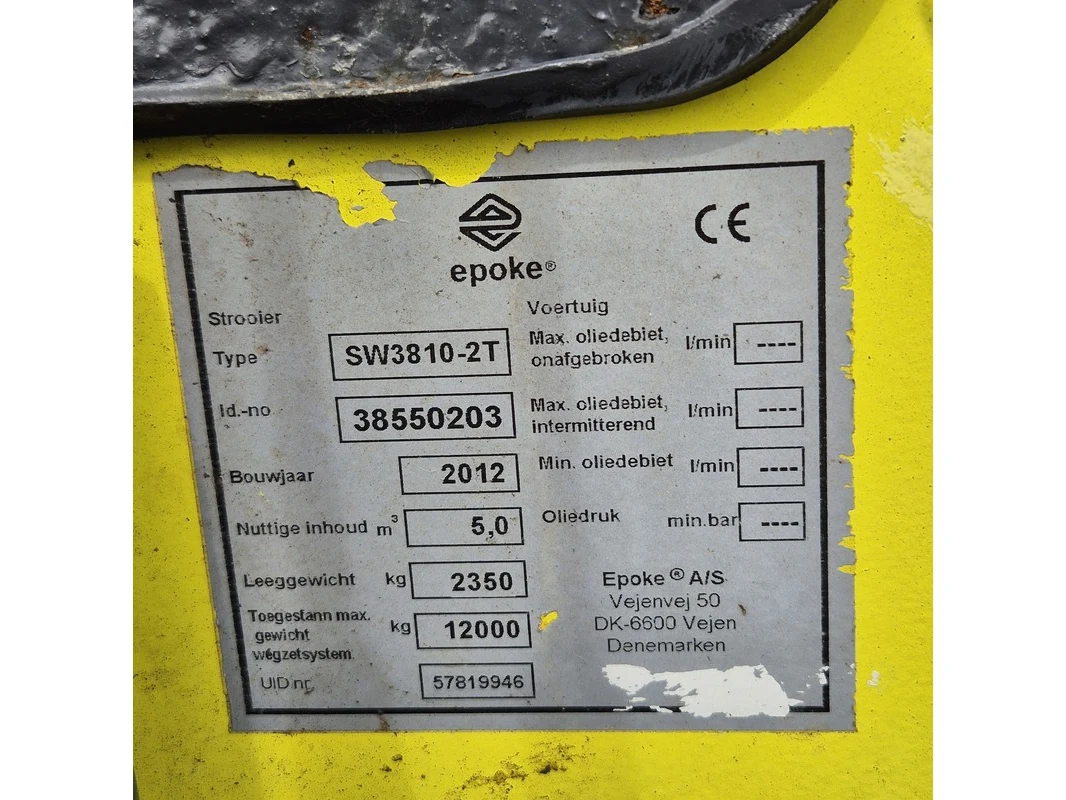 CE
epoke®
Strooier
Type SW3810-2T
Id.-no 38550203
Bouwjaar 2012
Nuttige inhoud m³ 5,0
Leeggewicht kg 2350
Toegestann max.
gewicht kg 12000
wegzetsystem
UID nr. 57819946
Voertuig
Max. oliedebiet, l/min ----
onafgebroken
Max. oliedebiet, l/min ----
intermitterend
Min. oliedebiet l/min ----
Oliedruk min.bar ----
Epoke® A/S
Vejenvej 50
DK-6600 Vejen
Denemarken